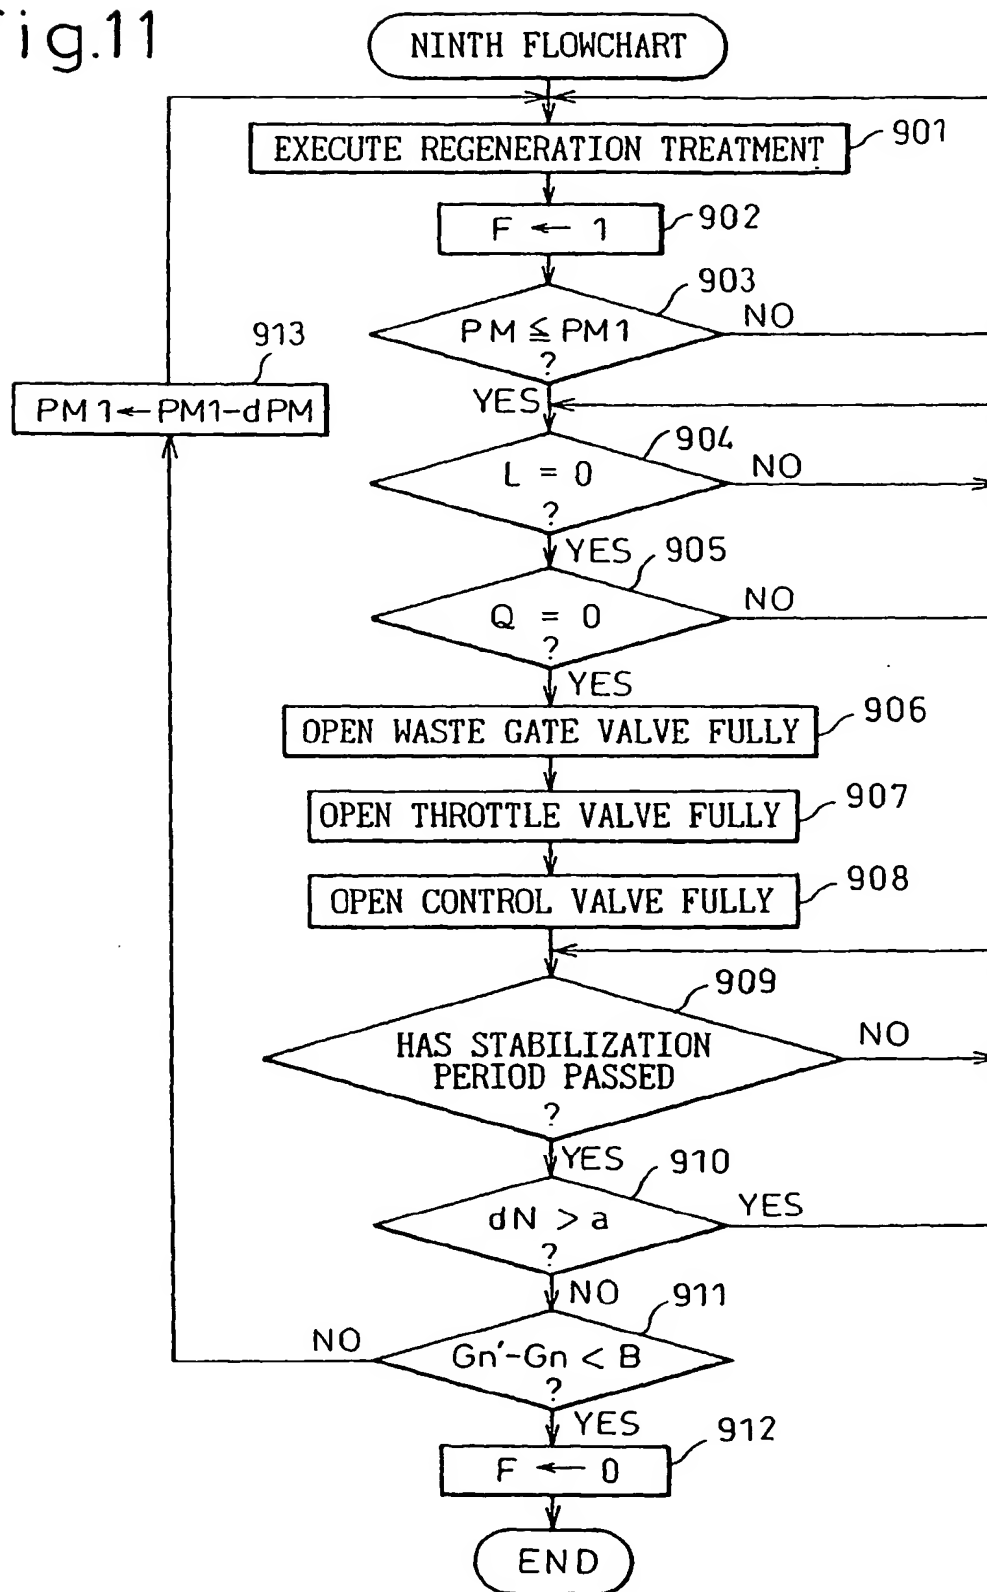 Fig.11
NINTH FLOWCHART
EXECUTE REGENERATION TREATMENT
901
F ← 1
902
903
PM ≦ PM1
?
NO
YES
913
PM1←PM1-dPM
904
L = 0
?
NO
YES
905
Q = 0
?
NO
YES
OPEN WASTE GATE VALVE FULLY
906
OPEN THROTTLE VALVE FULLY
907
OPEN CONTROL VALVE FULLY
908
909
HAS STABILIZATION
PERIOD PASSED
?
NO
YES
910
dN > a
?
YES
NO
911
Gn'-Gn < B
?
NO
YES
912
F ← 0
END